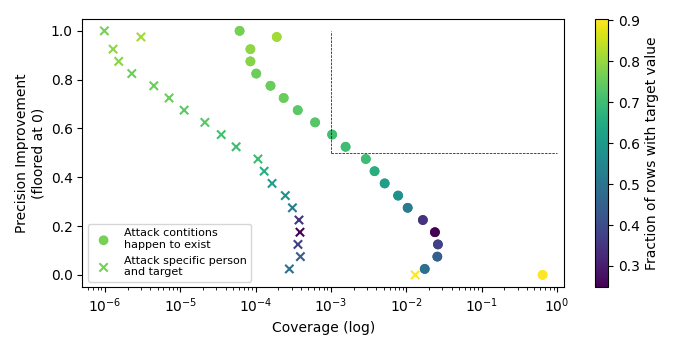 Precision Improvement
(floored at 0)
1.0
0.8
0.6
0.4
0.2
0.0
Attack contitions
happen to exist
Attack specific person
and target
10⁻⁶
10⁻⁵
10⁻⁴
10⁻³
10⁻²
10⁻¹
10⁰
Coverage (log)
0.9
0.8
0.7
0.6
0.5
0.4
0.3
Fraction of rows with target value